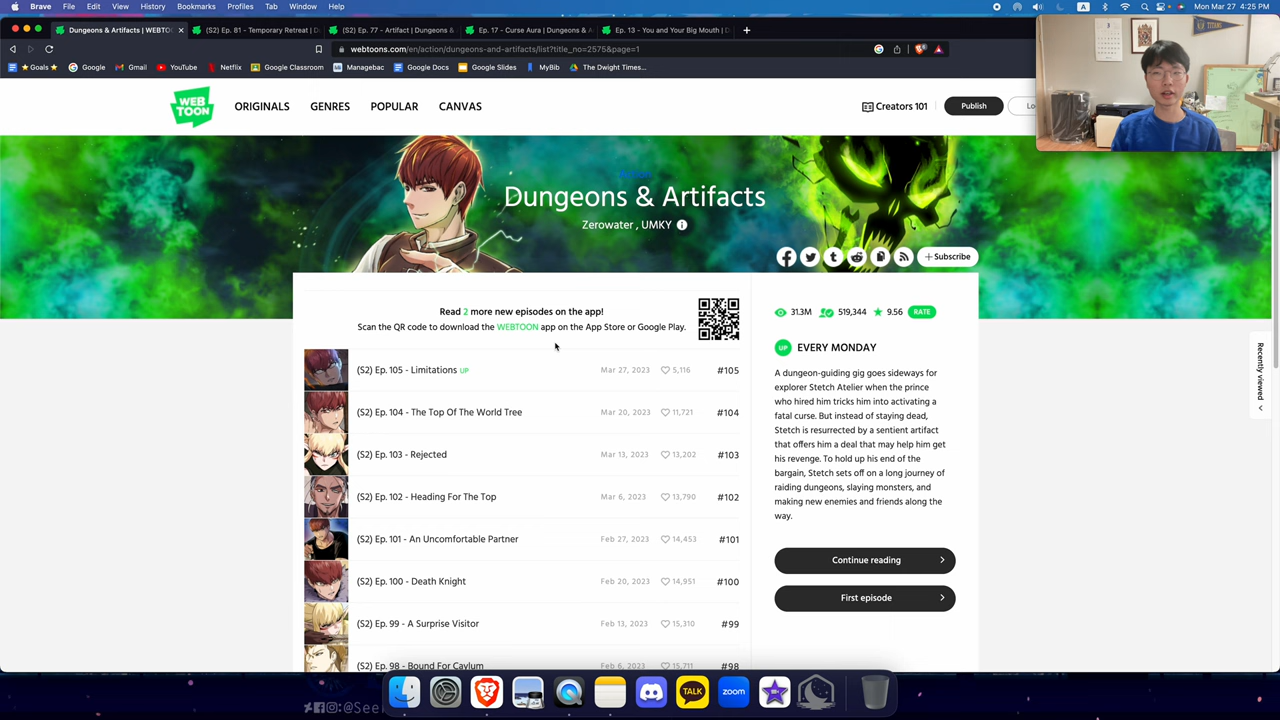 Brave File Edit View History Bookmarks Profiles Tab Window Help
A
Mon Mar 27 4:25 PM
Dungeons & Artifacts | WEBTO
(S2) Ep. 81 - Temporary Retreat | D
(S2) Ep. 77 - Artifact | Dungeons &
Ep. 17 - Curse Aura | Dungeons & A
Ep. 13 - You and Your Big Mouth | D
webtoons.com/en/action/dungeons-and-artifacts/list?title_no=2575&page=1
Goals
Google
Gmail
YouTube
Netflix
Google Classroom
Managebac
Google Docs
Google Slides
MyBib
The Dwight Times...
TITANS
WEB TOON
ORIGINALS GENRES POPULAR CANVAS
Creators 101
Publish
Lo
Dungeons & Artifacts
Zerowater , UMKY
+ Subscribe
Read 2 more new episodes on the app!
Scan the QR code to download the WEBTOON app on the App Store or Google Play.
(S2) Ep. 105 - Limitations UP Mar 27, 2023 5,116 #105
(S2) Ep. 104 - The Top Of The World Tree Mar 20, 2023 11,721 #104
(S2) Ep. 103 - Rejected Mar 13, 2023 13,202 #103
(S2) Ep. 102 - Heading For The Top Mar 6, 2023 13,790 #102
(S2) Ep. 101 - An Uncomfortable Partner Feb 27, 2023 14,453 #101
(S2) Ep. 100 - Death Knight Feb 20, 2023 14,951 #100
(S2) Ep. 99 - A Surprise Visitor Feb 13, 2023 15,310 #99
(S2) Ep. 98 - Bound For Caylum Feb 6, 2023 15,711 #98
31.3M 519,344 9.56 RATE
UP EVERY MONDAY
A dungeon-guiding gig goes sideways for
explorer Stetch Atelier when the prince
who hired him tricks him into activating a
fatal curse. But instead of staying dead,
Stetch is resurrected by a sentient artifact
that offers him a deal that may help him get
his revenge. To hold up his end of the
bargain, Stetch sets off on a long journey of
raiding dungeons, slaying monsters, and
making new enemies and friends along the
way.
Continue reading
First episode
Recently viewed
TALK
zoom
@See